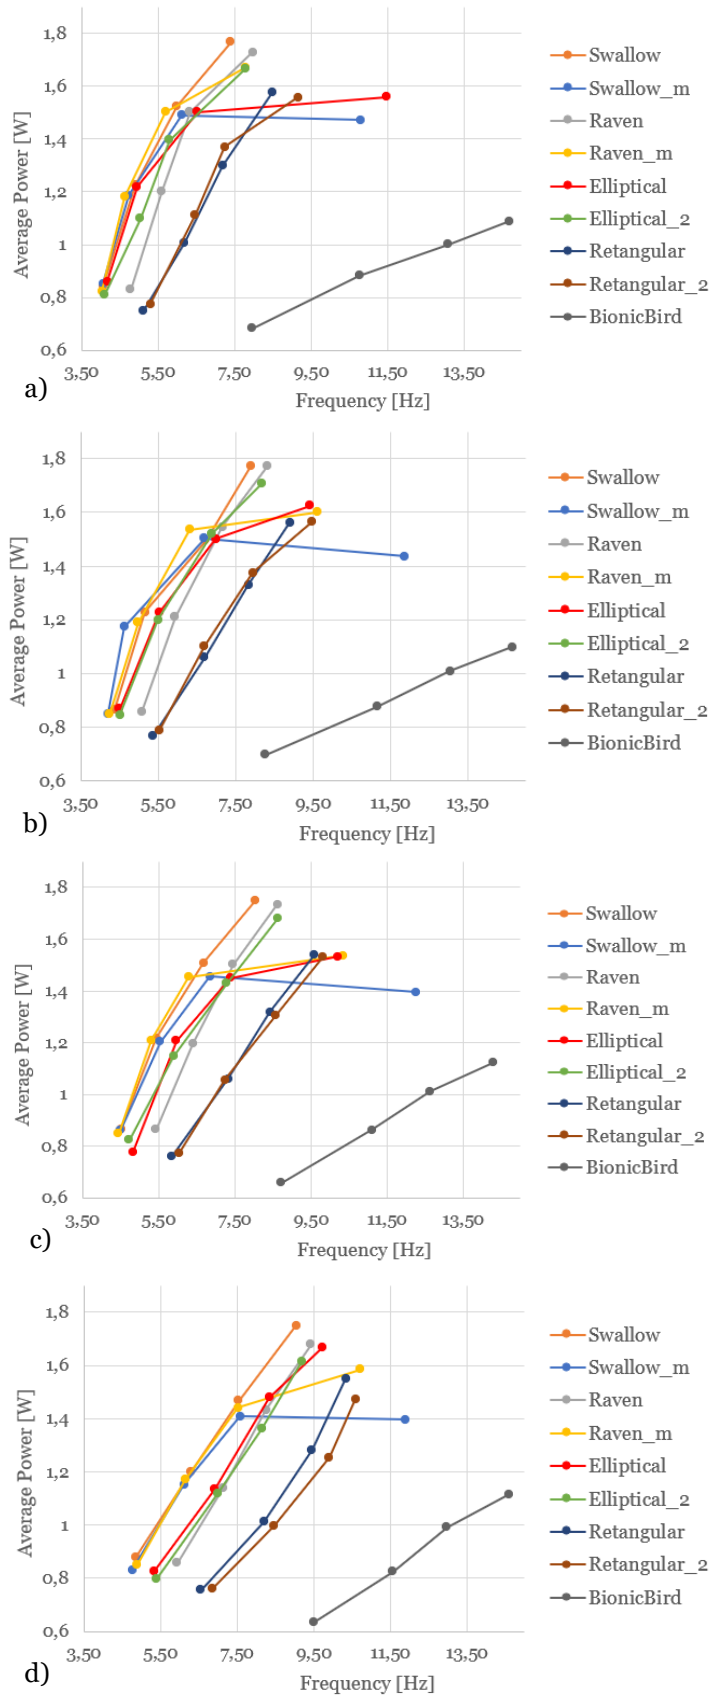 1,8
1,6
1,4
1,2
1
0,8
0,6
Average Power [W]
3,50 5,50 7,50 9,50 11,50 13,50
Frequency [Hz]
Swallow
Swallow_m
Raven
Raven_m
Elliptical
Elliptical_2
Retangular
Retangular_2
BionicBird
a)
1,8
1,6
1,4
1,2
1
0,8
0,6
Average Power [W]
3,50 5,50 7,50 9,50 11,50 13,50
Frequency [Hz]
Swallow
Swallow_m
Raven
Raven_m
Elliptical
Elliptical_2
Retangular
Retangular_2
BionicBird
b)
1,8
1,6
1,4
1,2
1
0,8
0,6
Average Power [W]
3,50 5,50 7,50 9,50 11,50 13,50
Frequency [Hz]
Swallow
Swallow_m
Raven
Raven_m
Elliptical
Elliptical_2
Retangular
Retangular_2
BionicBird
c)
1,8
1,6
1,4
1,2
1
0,8
0,6
Average Power [W]
3,50 5,50 7,50 9,50 11,50 13,50
Frequency [Hz]
Swallow
Swallow_m
Raven
Raven_m
Elliptical
Elliptical_2
Retangular
Retangular_2
BionicBird
d)